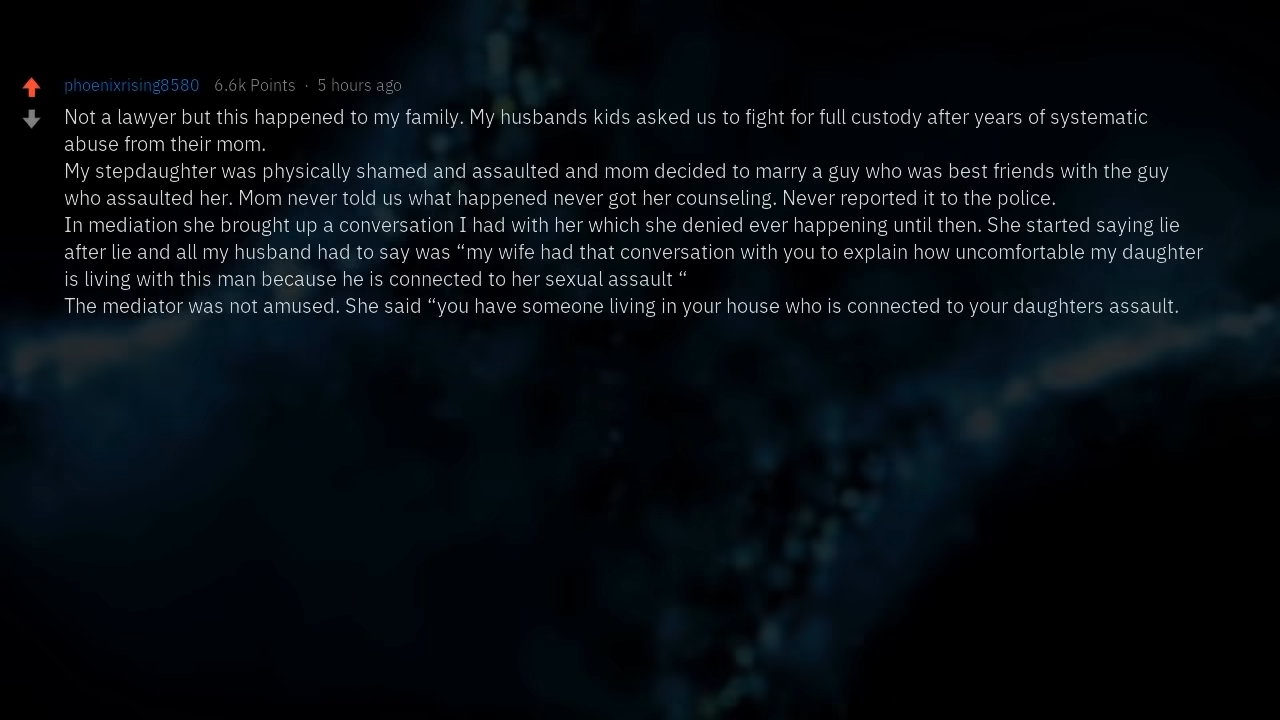 phoenixrising8580 6.6k Points · 5 hours ago
Not a lawyer but this happened to my family. My husbands kids asked us to fight for full custody after years of systematic
abuse from their mom.
My stepdaughter was physically shamed and assaulted and mom decided to marry a guy who was best friends with the guy
who assaulted her. Mom never told us what happened never got her counseling. Never reported it to the police.
In mediation she brought up a conversation I had with her which she denied ever happening until then. She started saying lie
after lie and all my husband had to say was “my wife had that conversation with you to explain how uncomfortable my daughter
is living with this man because he is connected to her sexual assault “
The mediator was not amused. She said “you have someone living in your house who is connected to your daughters assault.